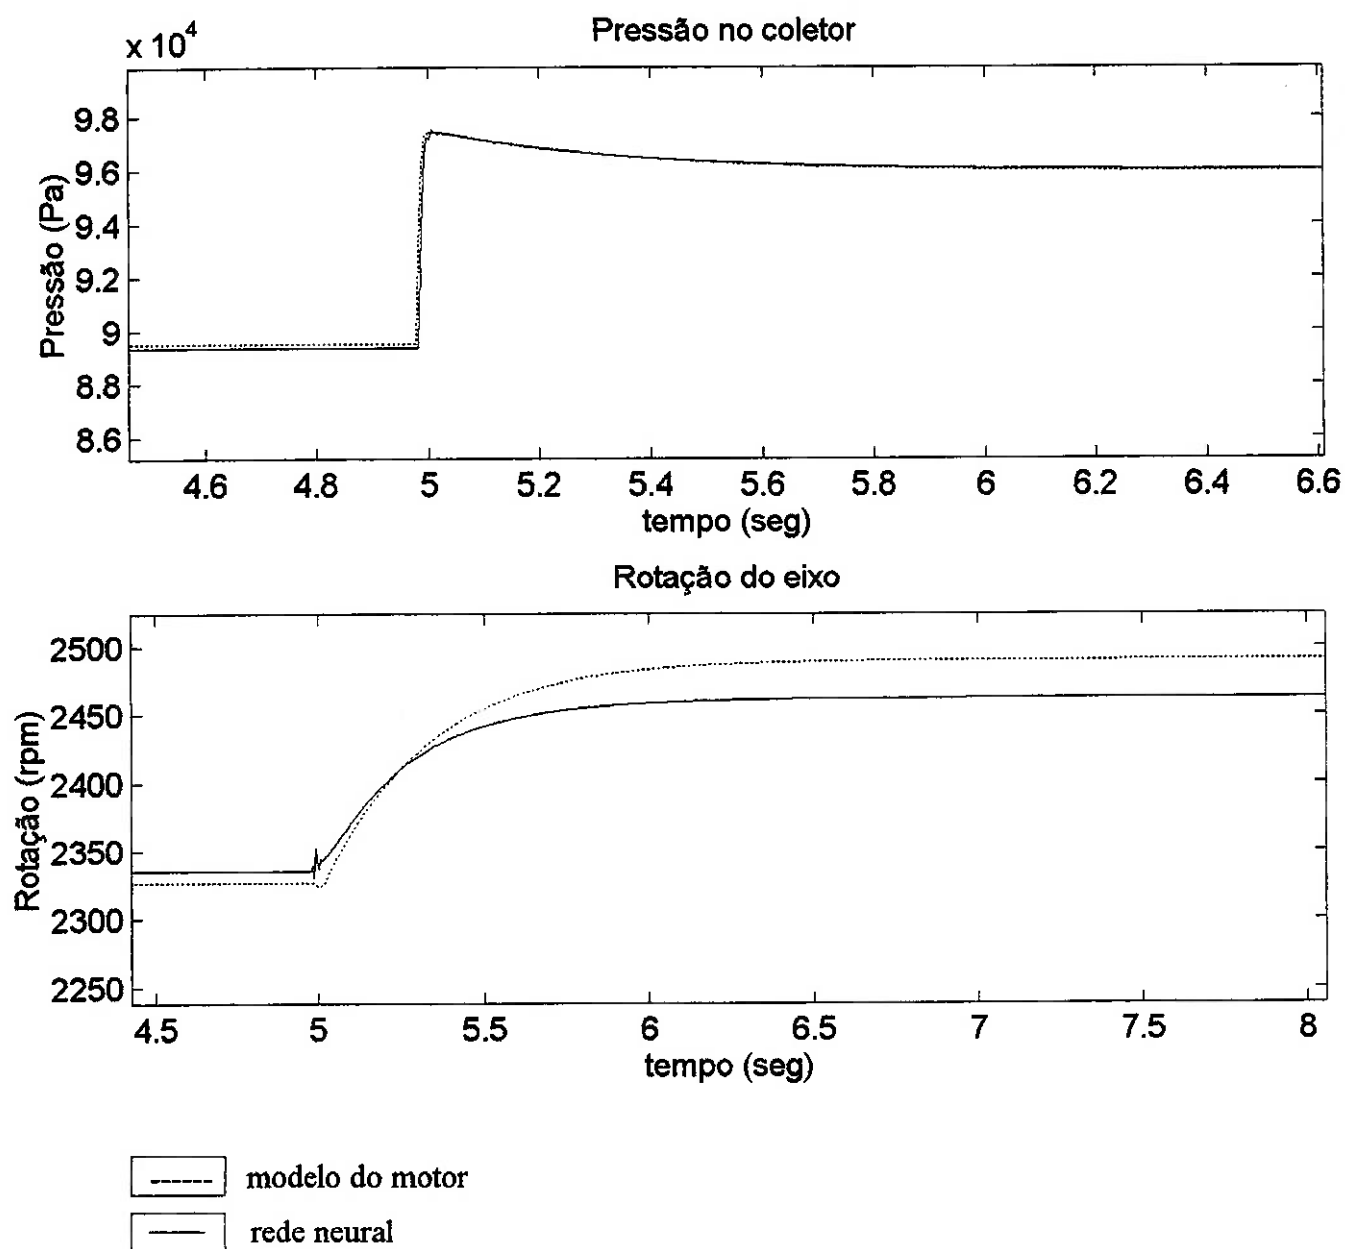 Pressão no coletor
x 10^4
Pressão (Pa)
9.8
9.6
9.4
9.2
9
8.8
8.6
4.6 4.8 5 5.2 5.4 5.6 5.8 6 6.2 6.4 6.6
tempo (seg)
Rotação do eixo
Rotação (rpm)
2500
2450
2400
2350
2300
2250
4.5 5 5.5 6 6.5 7 7.5 8
tempo (seg)
modelo do motor
rede neural